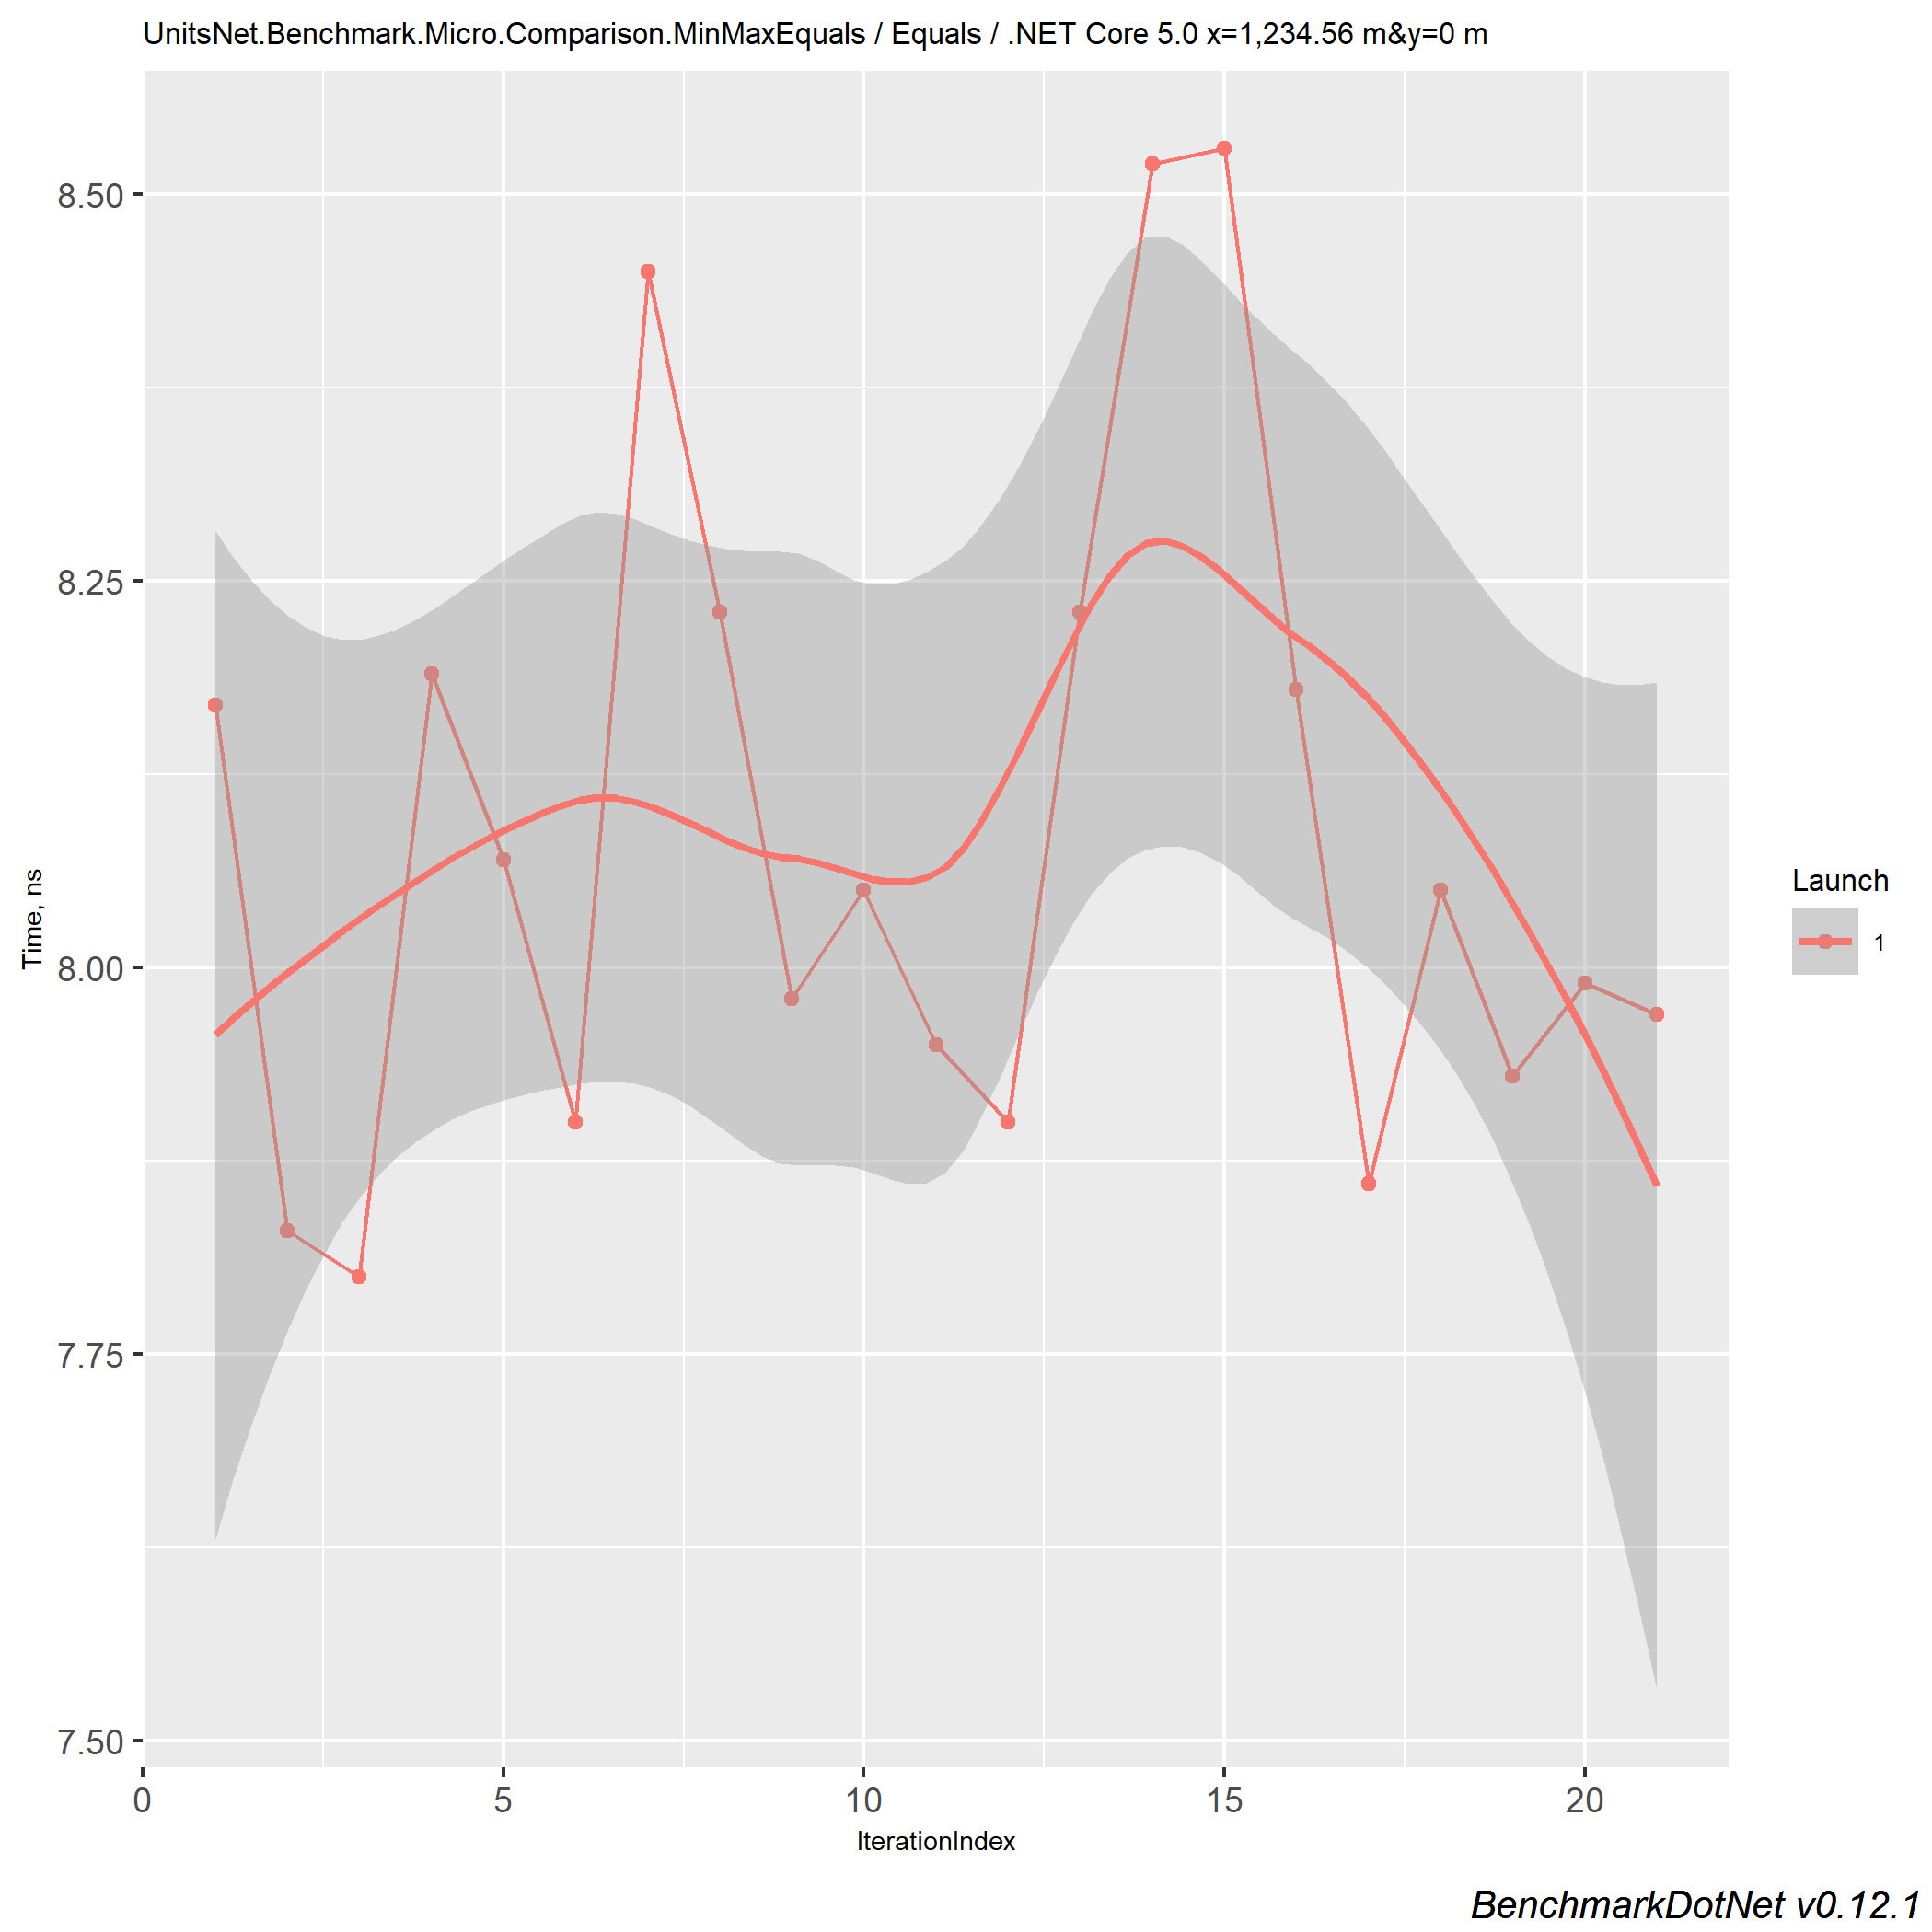 UnitsNet.Benchmark.Micro.Comparison.MinMaxEquals / Equals / .NET Core 5.0 x=1,234.56 m&y=0 m
8.50
8.25
8.00
7.75
7.50
Time, ns
0 5 10 15 20
IterationIndex
Launch
1
BenchmarkDotNet v0.12.1